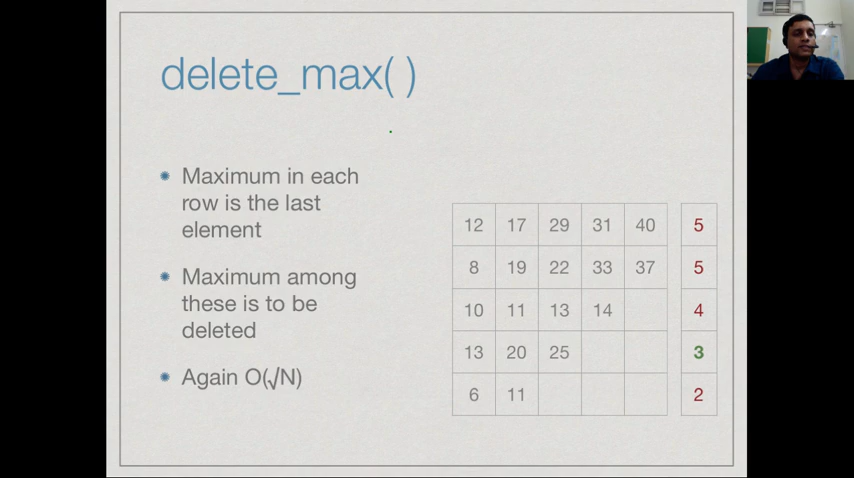 delete_max( )
Maximum in each
row is the last
element
Maximum among
these is to be
deleted
Again O(√N)
12 17 29 31 40 5
8 19 22 33 37 5
10 11 13 14 4
13 20 25 3
6 11 2